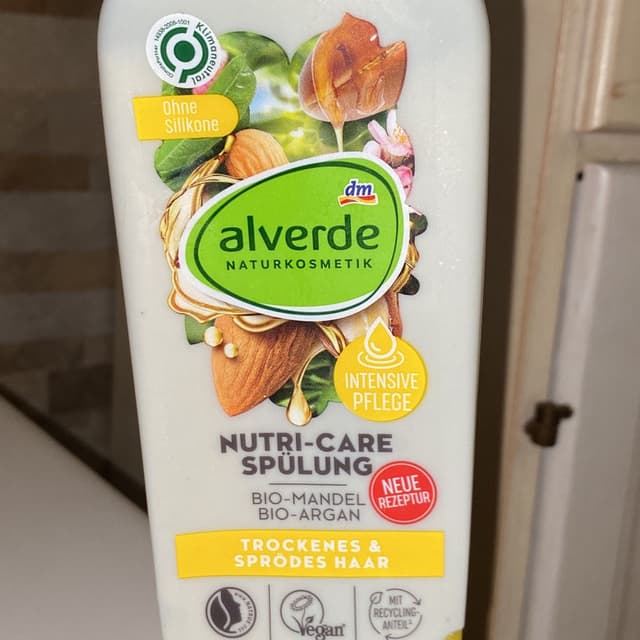 Klimaneutral
Ohne
Silikone
dm
alverde
NATURKOSMETIK
INTENSIVE
PFLEGE
NUTRI-CARE
SPÜLUNG
NEUE
REZEPTUR
BIO-MANDEL
BIO-ARGAN
TROCKENES &
SPRÖDES HAAR
Vegan
MIT
RECYCLING-
ANTEIL²